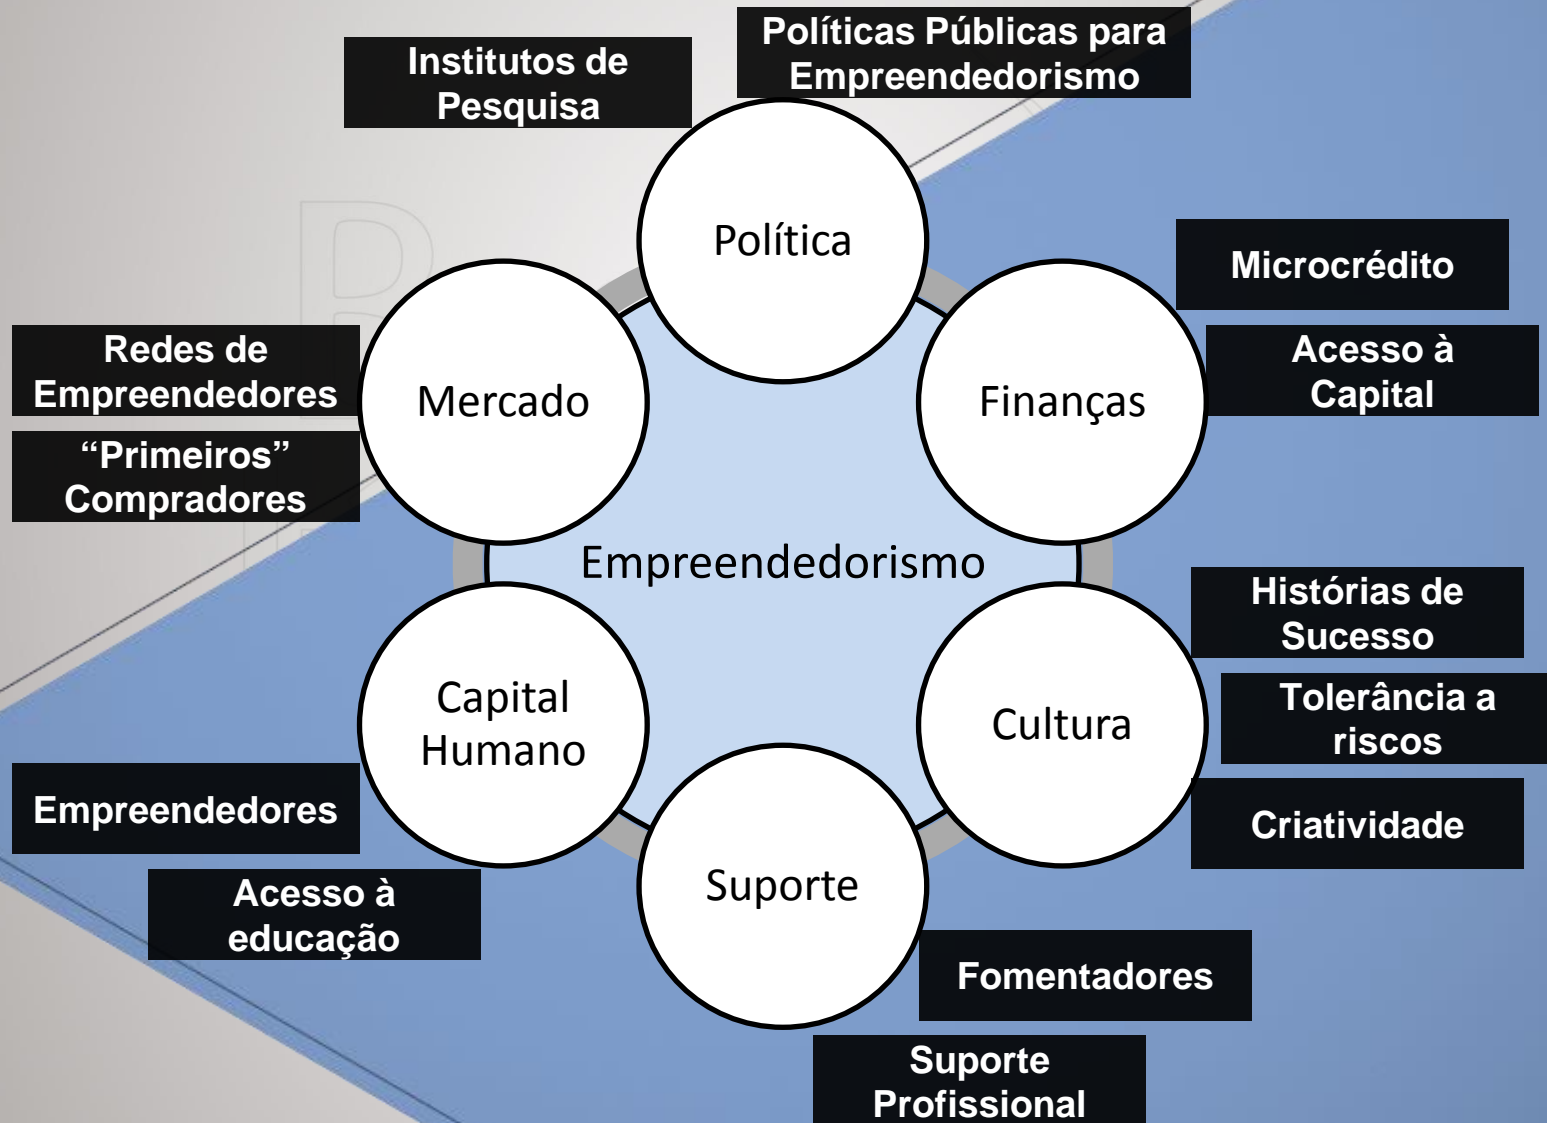 Políticas Públicas para
Empreendedorismo
Institutos de
Pesquisa
Política
Microcrédito
Acesso à
Capital
Redes de
Empreendedores
“Primeiros”
Compradores
Mercado
Finanças
Empreendedorismo
Histórias de
Sucesso
Tolerância a
riscos
Criatividade
Capital
Humano
Cultura
Empreendedores
Acesso à
educação
Suporte
Fomentadores
Suporte
Profissional